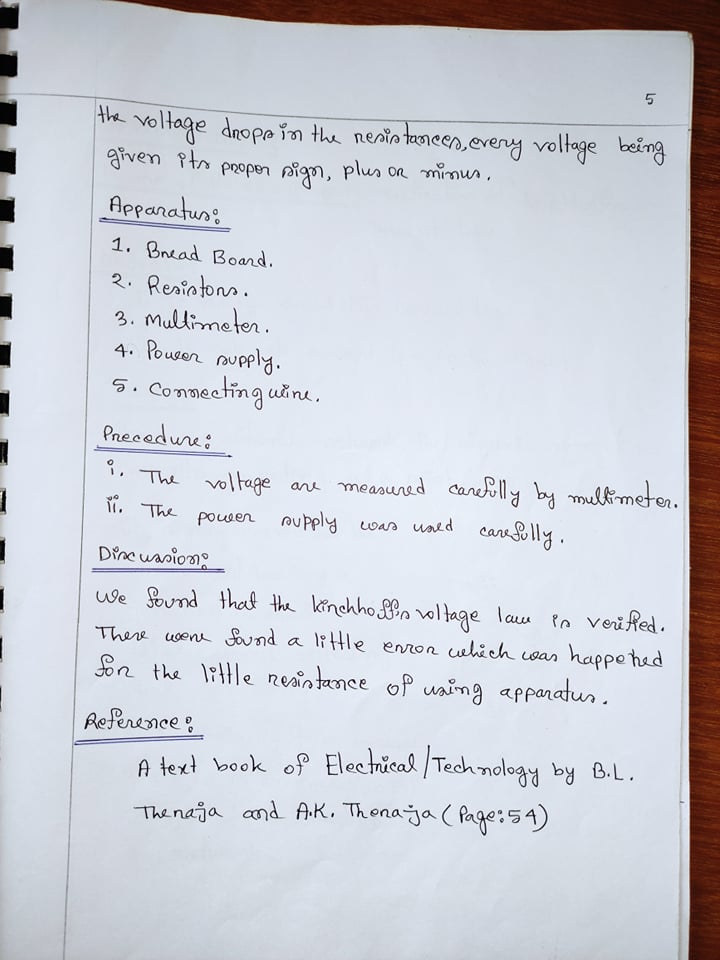 5
the voltage drops in the resistances, every voltage being
given its proper sign, plus or minus.
Apparatus:
1. Bread Board.
2. Resistors.
3. Multimeter.
4. Power supply.
5. Connecting wire.
Precedure:
i. The voltage are measured carefully by multimeter.
ii. The power supply was used carefully.
Discussion:
We found that the kirchhoff's voltage law is verified.
There were found a little error which was happened
for the little resistance of using apparatus.
Reference:
A text book of Electrical/Technology by B.L.
Thenaja and A.K. Thenaja (Page:54)